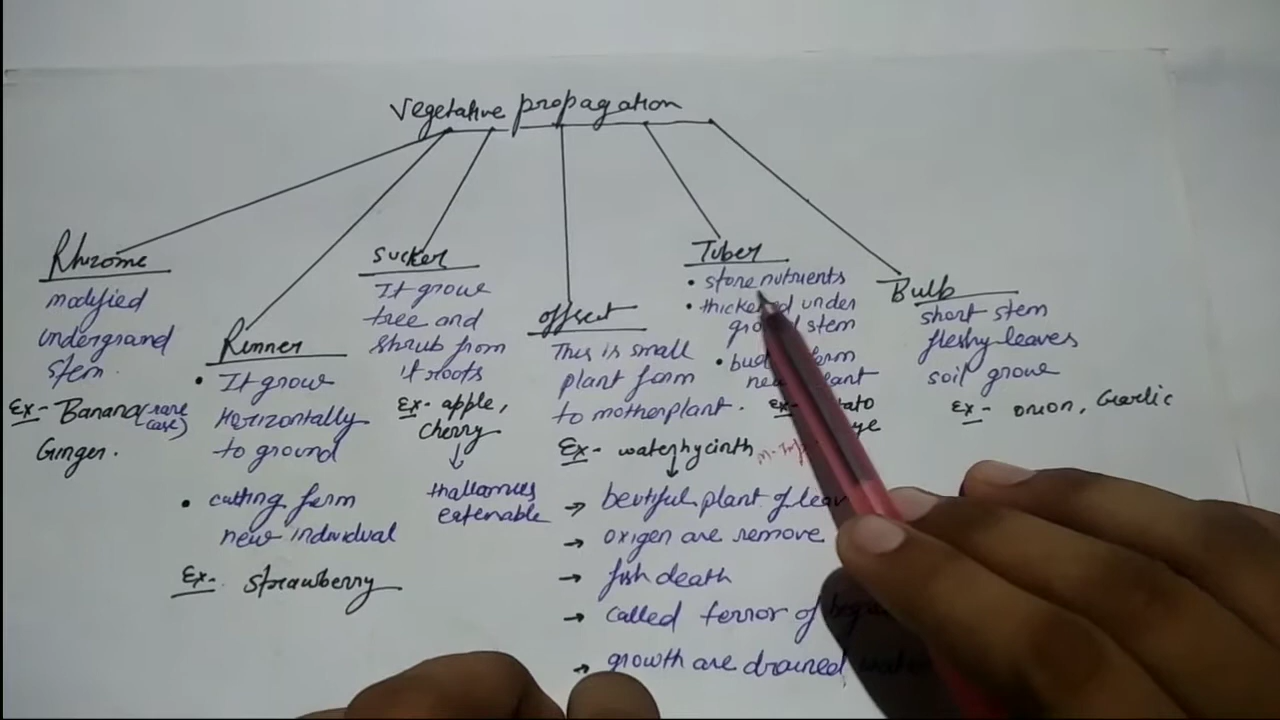 Vegetative propagation
Rhizome
modified
underground
stem.
Ex- Banana (rare case)
Ginger.
Runner
• It grow
Horizontally
to ground
• cutting form
new individual
Ex- Strawberry
Sucker
It grow
tree and
shrub from
it roots
Ex- apple,
cherry
thallamus
offset
This is small
plant form
to motherplant.
Ex- waterhycinth
→ beutiful plant of
→ oxigen are remove
→ fish death
→ called terror of
→ growth are drained
Tuber
• store nutrients
• thickened under
stem
•
Ex-
Bulb
short stem
fleshy leaves
soil grow
Ex- onion, Garlic